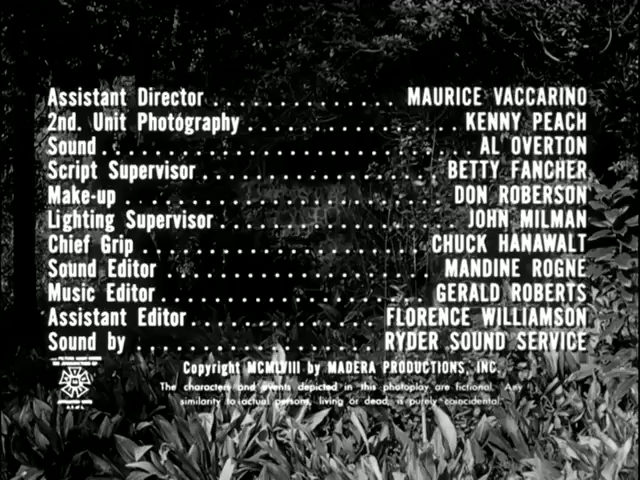 Assistant Director . . . . . . . . . . . . . . MAURICE VACCARINO
2nd. Unit Photography . . . . . . . . . . . . . . . . KENNY PEACH
Sound . . . . . . . . . . . . . . . . . . . . . . . . . . . . . AL OVERTON
Script Supervisor . . . . . . . . . . . . . . . . . . . BETTY FANCHER
Make-up . . . . . . . . . . . . . . . . . . . . . . . . . DON ROBERSON
Lighting Supervisor . . . . . . . . . . . . . . . . . . . JOHN MILMAN
Chief Grip . . . . . . . . . . . . . . . . . . . . . . CHUCK HANAWALT
Sound Editor . . . . . . . . . . . . . . . . . . . . MANDINE ROGNE
Music Editor . . . . . . . . . . . . . . . . . . . . GERALD ROBERTS
Assistant Editor . . . . . . . . . . . . . . FLORENCE WILLIAMSON
Sound by . . . . . . . . . . . . . . . . . . . RYDER SOUND SERVICE
Copyright MCMLVIII by MADERA PRODUCTIONS, INC.
The characters and events depicted in this photoplay are fictional. Any
similarity to actual persons, living or dead, is purely coincidental.